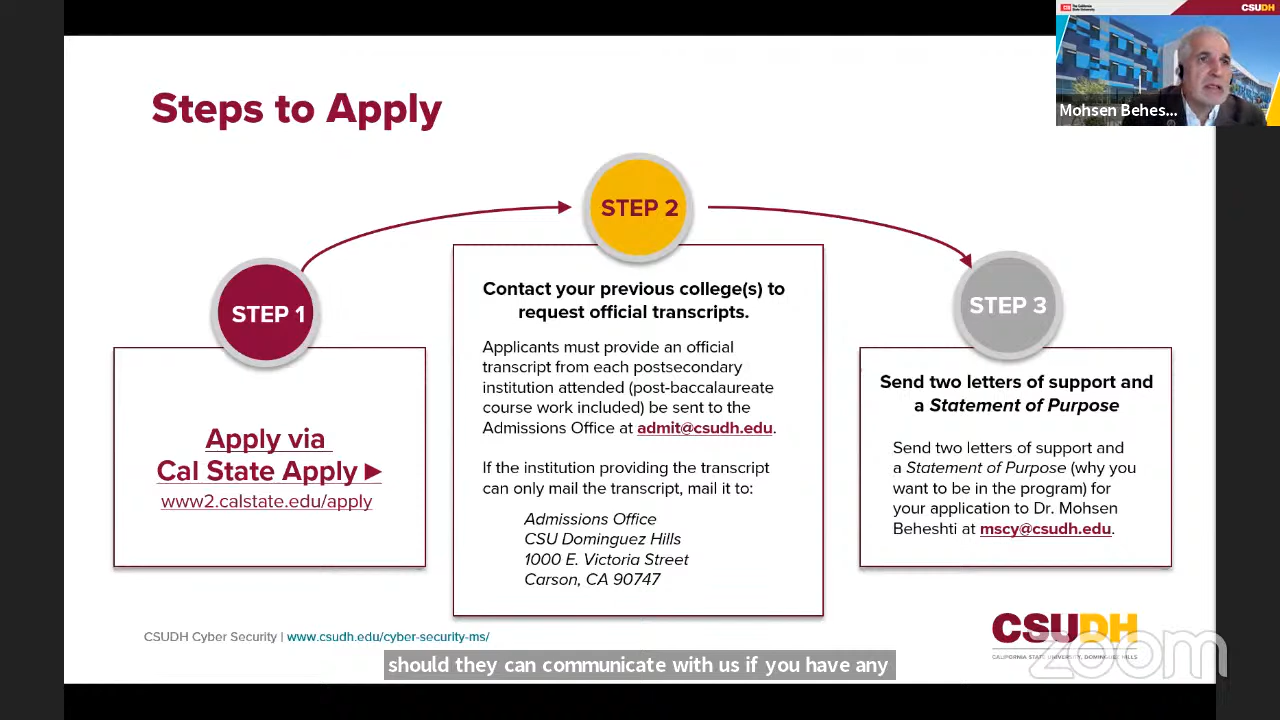 The California
State University
CSUDH
Mohsen Behes...
Steps to Apply
STEP 1
Apply via
Cal State Apply ▶
www2.calstate.edu/apply
STEP 2
Contact your previous college(s) to
request official transcripts.
Applicants must provide an official
transcript from each postsecondary
institution attended (post-baccalaureate
course work included) be sent to the
Admissions Office at admit@csudh.edu.
If the institution providing the transcript
can only mail the transcript, mail it to:
Admissions Office
CSU Dominguez Hills
1000 E. Victoria Street
Carson, CA 90747
STEP 3
Send two letters of support and
a Statement of Purpose
Send two letters of support and
a Statement of Purpose (why you
want to be in the program) for
your application to Dr. Mohsen
Beheshti at mscy@csudh.edu.
CSUDH Cyber Security | www.csudh.edu/cyber-security-ms/
CSUDH
CALIFORNIA STATE UNIVERSITY, DOMINGUEZ HILLS
zoom
should they can communicate with us if you have any